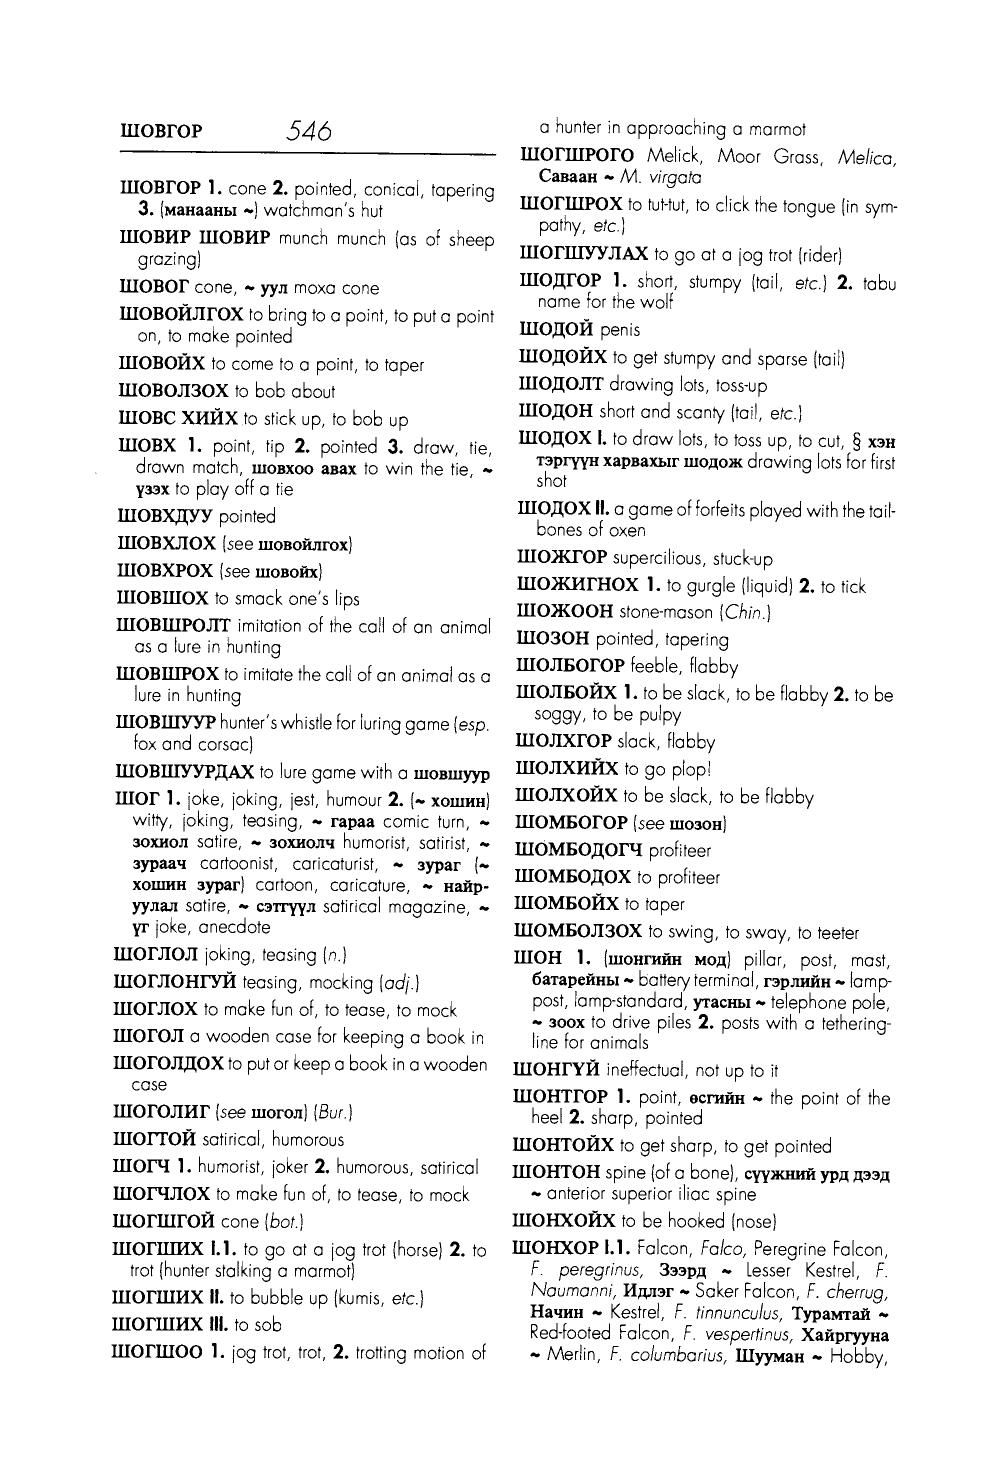 ШОВГОР 546
ШОВГОР 1. cone 2. pointed, conical, tapering
3. (манааны ~) watchman's hut
ШОВИР ШОВИР munch munch (as of sheep
grazing)
ШОВОГ cone, ~ уул moxa cone
ШОВОЙЛГОХ to bring to a point, to put a point
on, to make pointed
ШОВОЙХ to come to a point, to taper
ШОВОЛЗОХ to bob about
ШОВС ХИЙХ to stick up, to bob up
ШОВХ 1. point, tip 2. pointed 3. draw, tie,
drawn match, шовхоо авах to win the tie, ~
үзэх to play off a tie
ШОВХДУУ pointed
ШОВХЛОХ (see шовойлгох)
ШОВХРОХ (see шовойх)
ШОВШОХ to smack one's lips
ШОВШРОЛТ imitation of the call of an animal
as a lure in hunting
ШОВШРОХ to imitate the call of an animal as a
lure in hunting
ШОВШУУР hunter's whistle for luring game (esp.
fox and corsac)
ШОВШУУРДАХ to lure game with a шовшуур
ШОГ 1. joke, joking, jest, humour 2. (~ хошин)
witty, joking, teasing, ~ гараа comic turn, ~
зохиол satire, ~ зохиолч humorist, satirist, ~
зураач cartoonist, caricaturist, ~ зураг (~
хошин зураг) cartoon, caricature, ~ найр-
уулал satire, ~ сэтгүүл satirical magazine, ~
үг joke, anecdote
ШОГЛОЛ joking, teasing (n.)
ШОГЛОНГУЙ teasing, mocking (adj.)
ШОГЛОХ to make fun of, to tease, to mock
ШОГОЛ a wooden case for keeping a book in
ШОГОЛДОХ to put or keep a book in a wooden
case
ШОГОЛИГ (see шогол) (Bur.)
ШОГТОЙ satirical, humorous
ШОГЧ 1. humorist, joker 2. humorous, satirical
ШОГЧЛОХ to make fun of, to tease, to mock
ШОГШГОЙ cone (bot.)
ШОГШИХ I.1. to go at a jog trot (horse) 2. to
trot (hunter stalking a marmot)
ШОГШИХ II. to bubble up (kumis, etc.)
ШОГШИХ III. to sob
ШОГШОО 1. jog trot, trot, 2. trotting motion of
a hunter in approaching a marmot
ШОГШРОГО Melick, Moor Grass, Melica,
Саваан ~ M. virgata
ШОГШРОХ to tut-tut, to click the tongue (in sym-
pathy, etc.)
ШОГШУУЛАХ to go at a jog trot (rider)
ШОДГОР 1. short, stumpy (tail, etc.) 2. tabu
name for the wolf
ШОДОЙ penis
ШОДОЙХ to get stumpy and sparse (tail)
ШОДОЛТ drawing lots, toss-up
ШОДОН short and scanty (tail, etc.)
ШОДОХ I. to draw lots, to toss up, to cut, § хэн
тэргүүн харвахыг шодож drawing lots for first
shot
ШОДОХ II. a game of forfeits played with the tail-
bones of oxen
ШОЖГОР supercilious, stuck-up
ШОЖИГНОХ 1. to gurgle (liquid) 2. to tick
ШОЖООН stone-mason (Chin.)
ШОЗОН pointed, tapering
ШОЛБОГОР feeble, flabby
ШОЛБОЙХ 1. to be slack, to be flabby 2. to be
soggy, to be pulpy
ШОЛХГОР slack, flabby
ШОЛХИЙХ to go plop!
ШОЛХОЙХ to be slack, to be flabby
ШОМБОГОР (see шозон)
ШОМБОДОГЧ profiteer
ШОМБОДОХ to profiteer
ШОМБОЙХ to taper
ШОМБОЛЗОХ to swing, to sway, to teeter
ШОН 1. (шонгийн мод) pillar, post, mast,
батарейны ~ battery terminal, гэрлийн ~ lamp-
post, lamp-standard, утасны ~ telephone pole,
~ зоох to drive piles 2. posts with a tethering-
line for animals
ШОНГҮЙ ineffectual, not up to it
ШОНТГОР 1. point, өсгийн ~ the point of the
heel 2. sharp, pointed
ШОНТОЙХ to get sharp, to get pointed
ШОНТОН spine (of a bone), сүүжний урд дээд
~ anterior superior iliac spine
ШОНХОЙХ to be hooked (nose)
ШОНХОР I.1. Falcon, Falco, Peregrine Falcon,
F. peregrinus, Зээрд ~ Lesser Kestrel, F.
Naumanni, Идлэг ~ Saker Falcon, F. cherrug,
Начин ~ Kestrel, F. tinnunculus, Турамтай ~
Red-footed Falcon, F. vespertinus, Хайргууна
~ Merlin, F. columbarius, Шууман ~ Hobby,